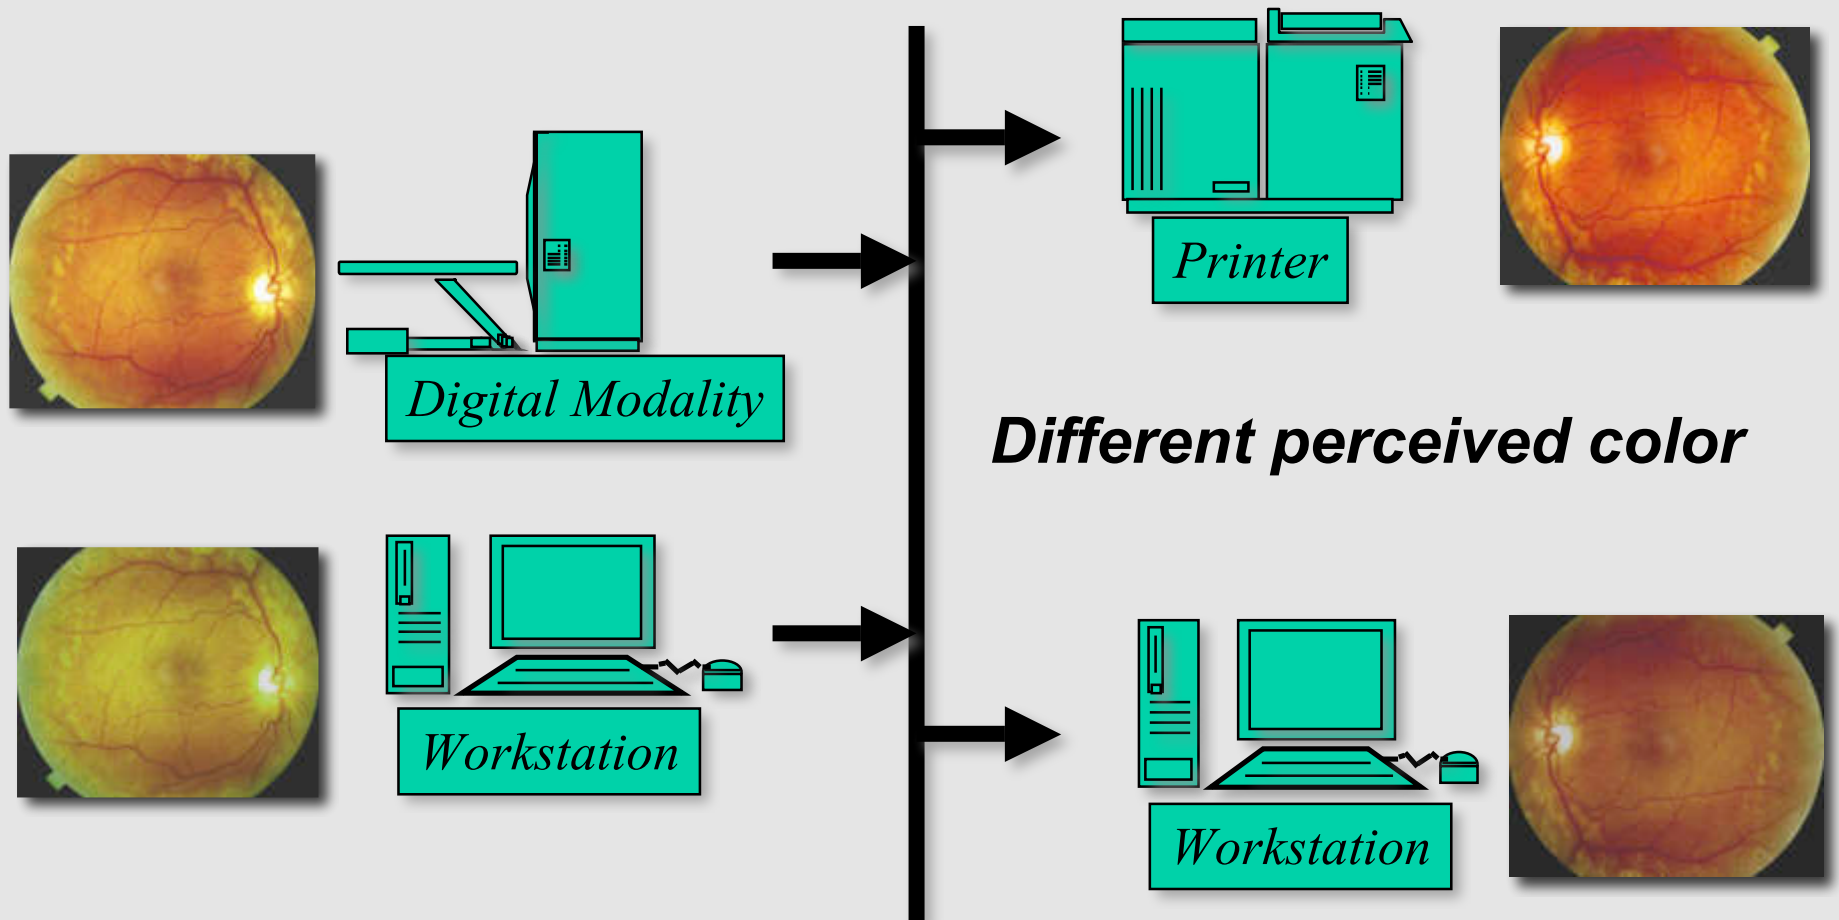 Printer
Digital Modality
Different perceived color
Workstation
Workstation